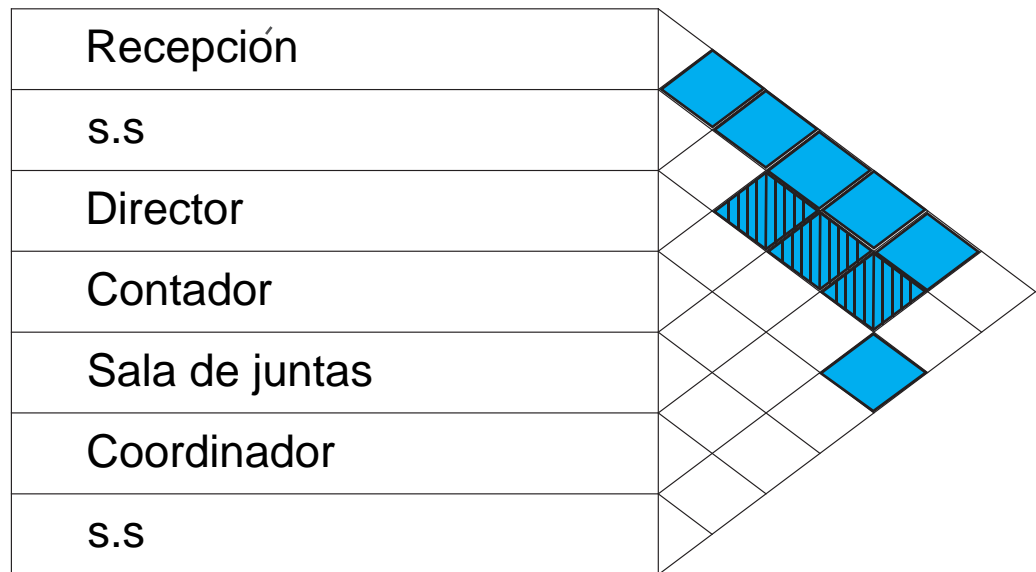 Recepción
s.s
Director
Contador
Sala de juntas
Coordinador
s.s